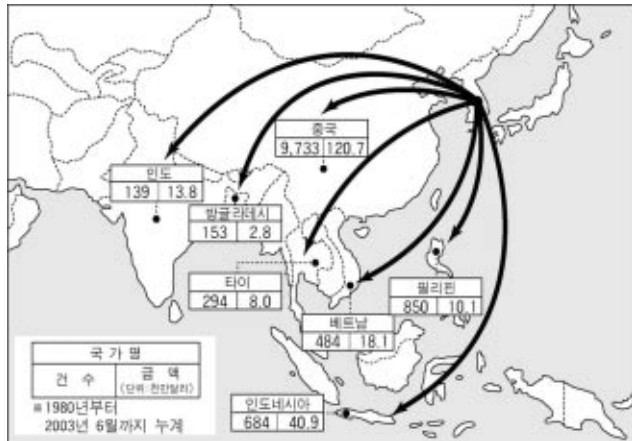 중국
9,733 120.7
인도
139 13.8
방글라데시
153 2.8
타이
294 8.0
필리핀
850 10.1
베트남
484 18.1
인도네시아
684 40.9
국 가 명
건 수 금 액
(단위:천만달러)
※1980년부터
2003년 6월까지 누계